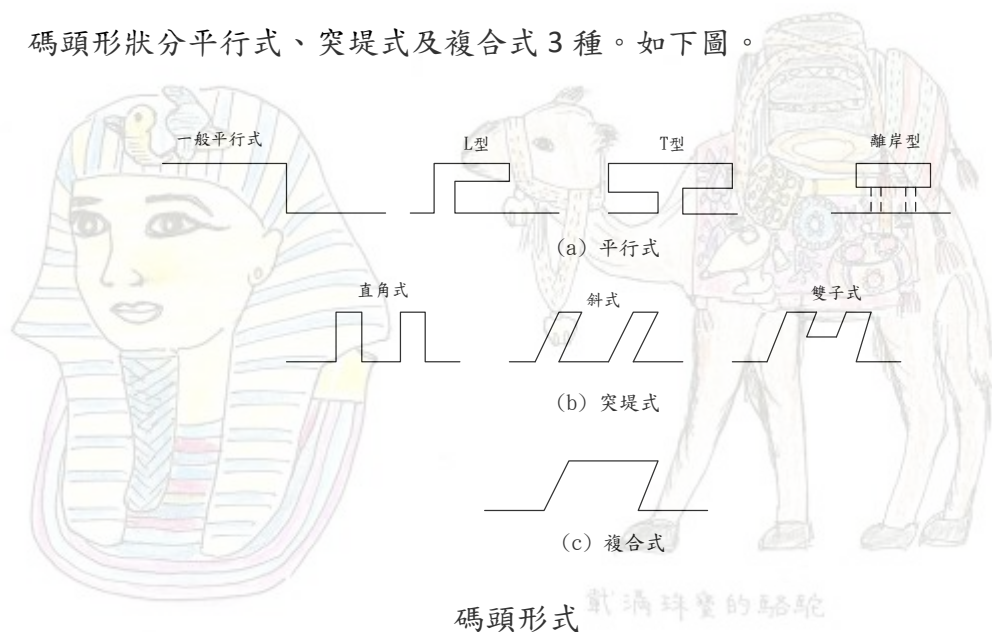 碼頭形狀分平行式、突堤式及複合式3種。如下圖。
一般平行式 L型 T型 離岸型
(a) 平行式
直角式 斜式 雙子式
(b) 突堤式
(c) 複合式
碼頭形式
載滿珠寶的駱駝